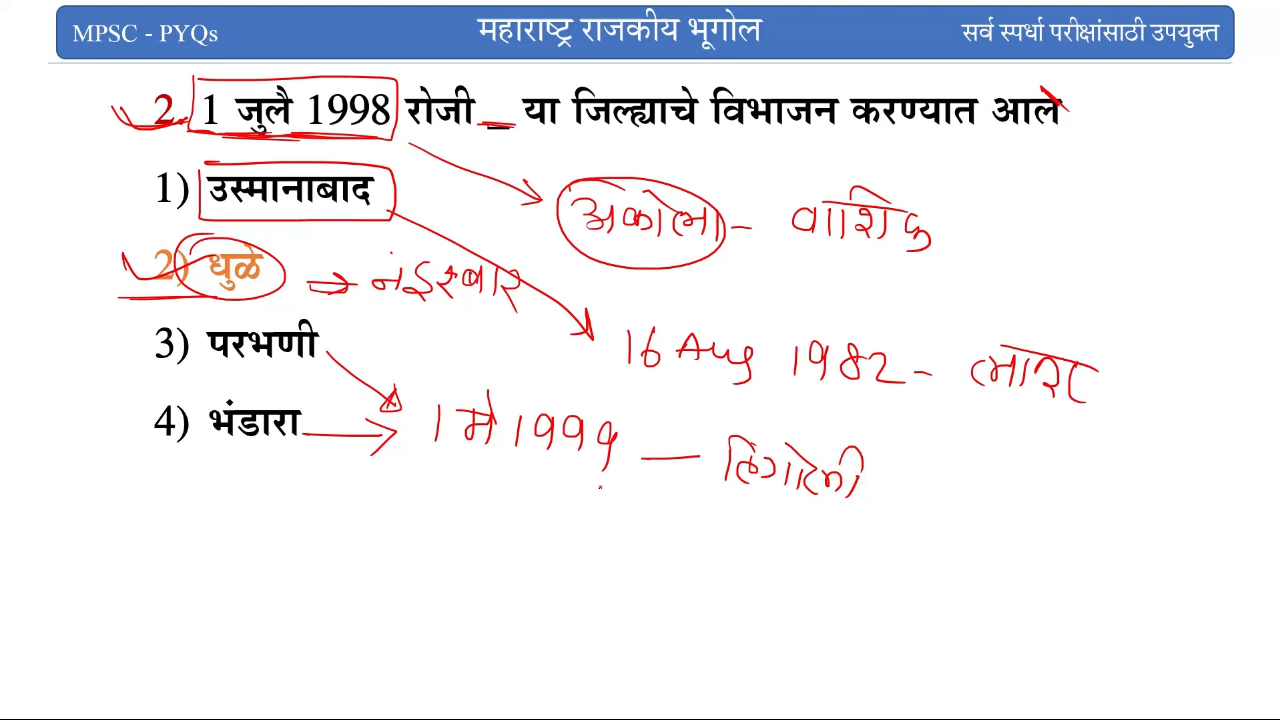 MPSC - PYQs महाराष्ट्र राजकीय भूगोल सर्व स्पर्धा परीक्षांसाठी उपयुक्त
2. 1 जुलै 1998 रोजी _ या जिल्ह्याचे विभाजन करण्यात आले
1) उस्मानाबाद
अकोला - वाशिम
2) धुळे → नंदुरबार
3) परभणी
16 Aug 1982 -
4) भंडारा
1 मे 1999 — हिंगोली